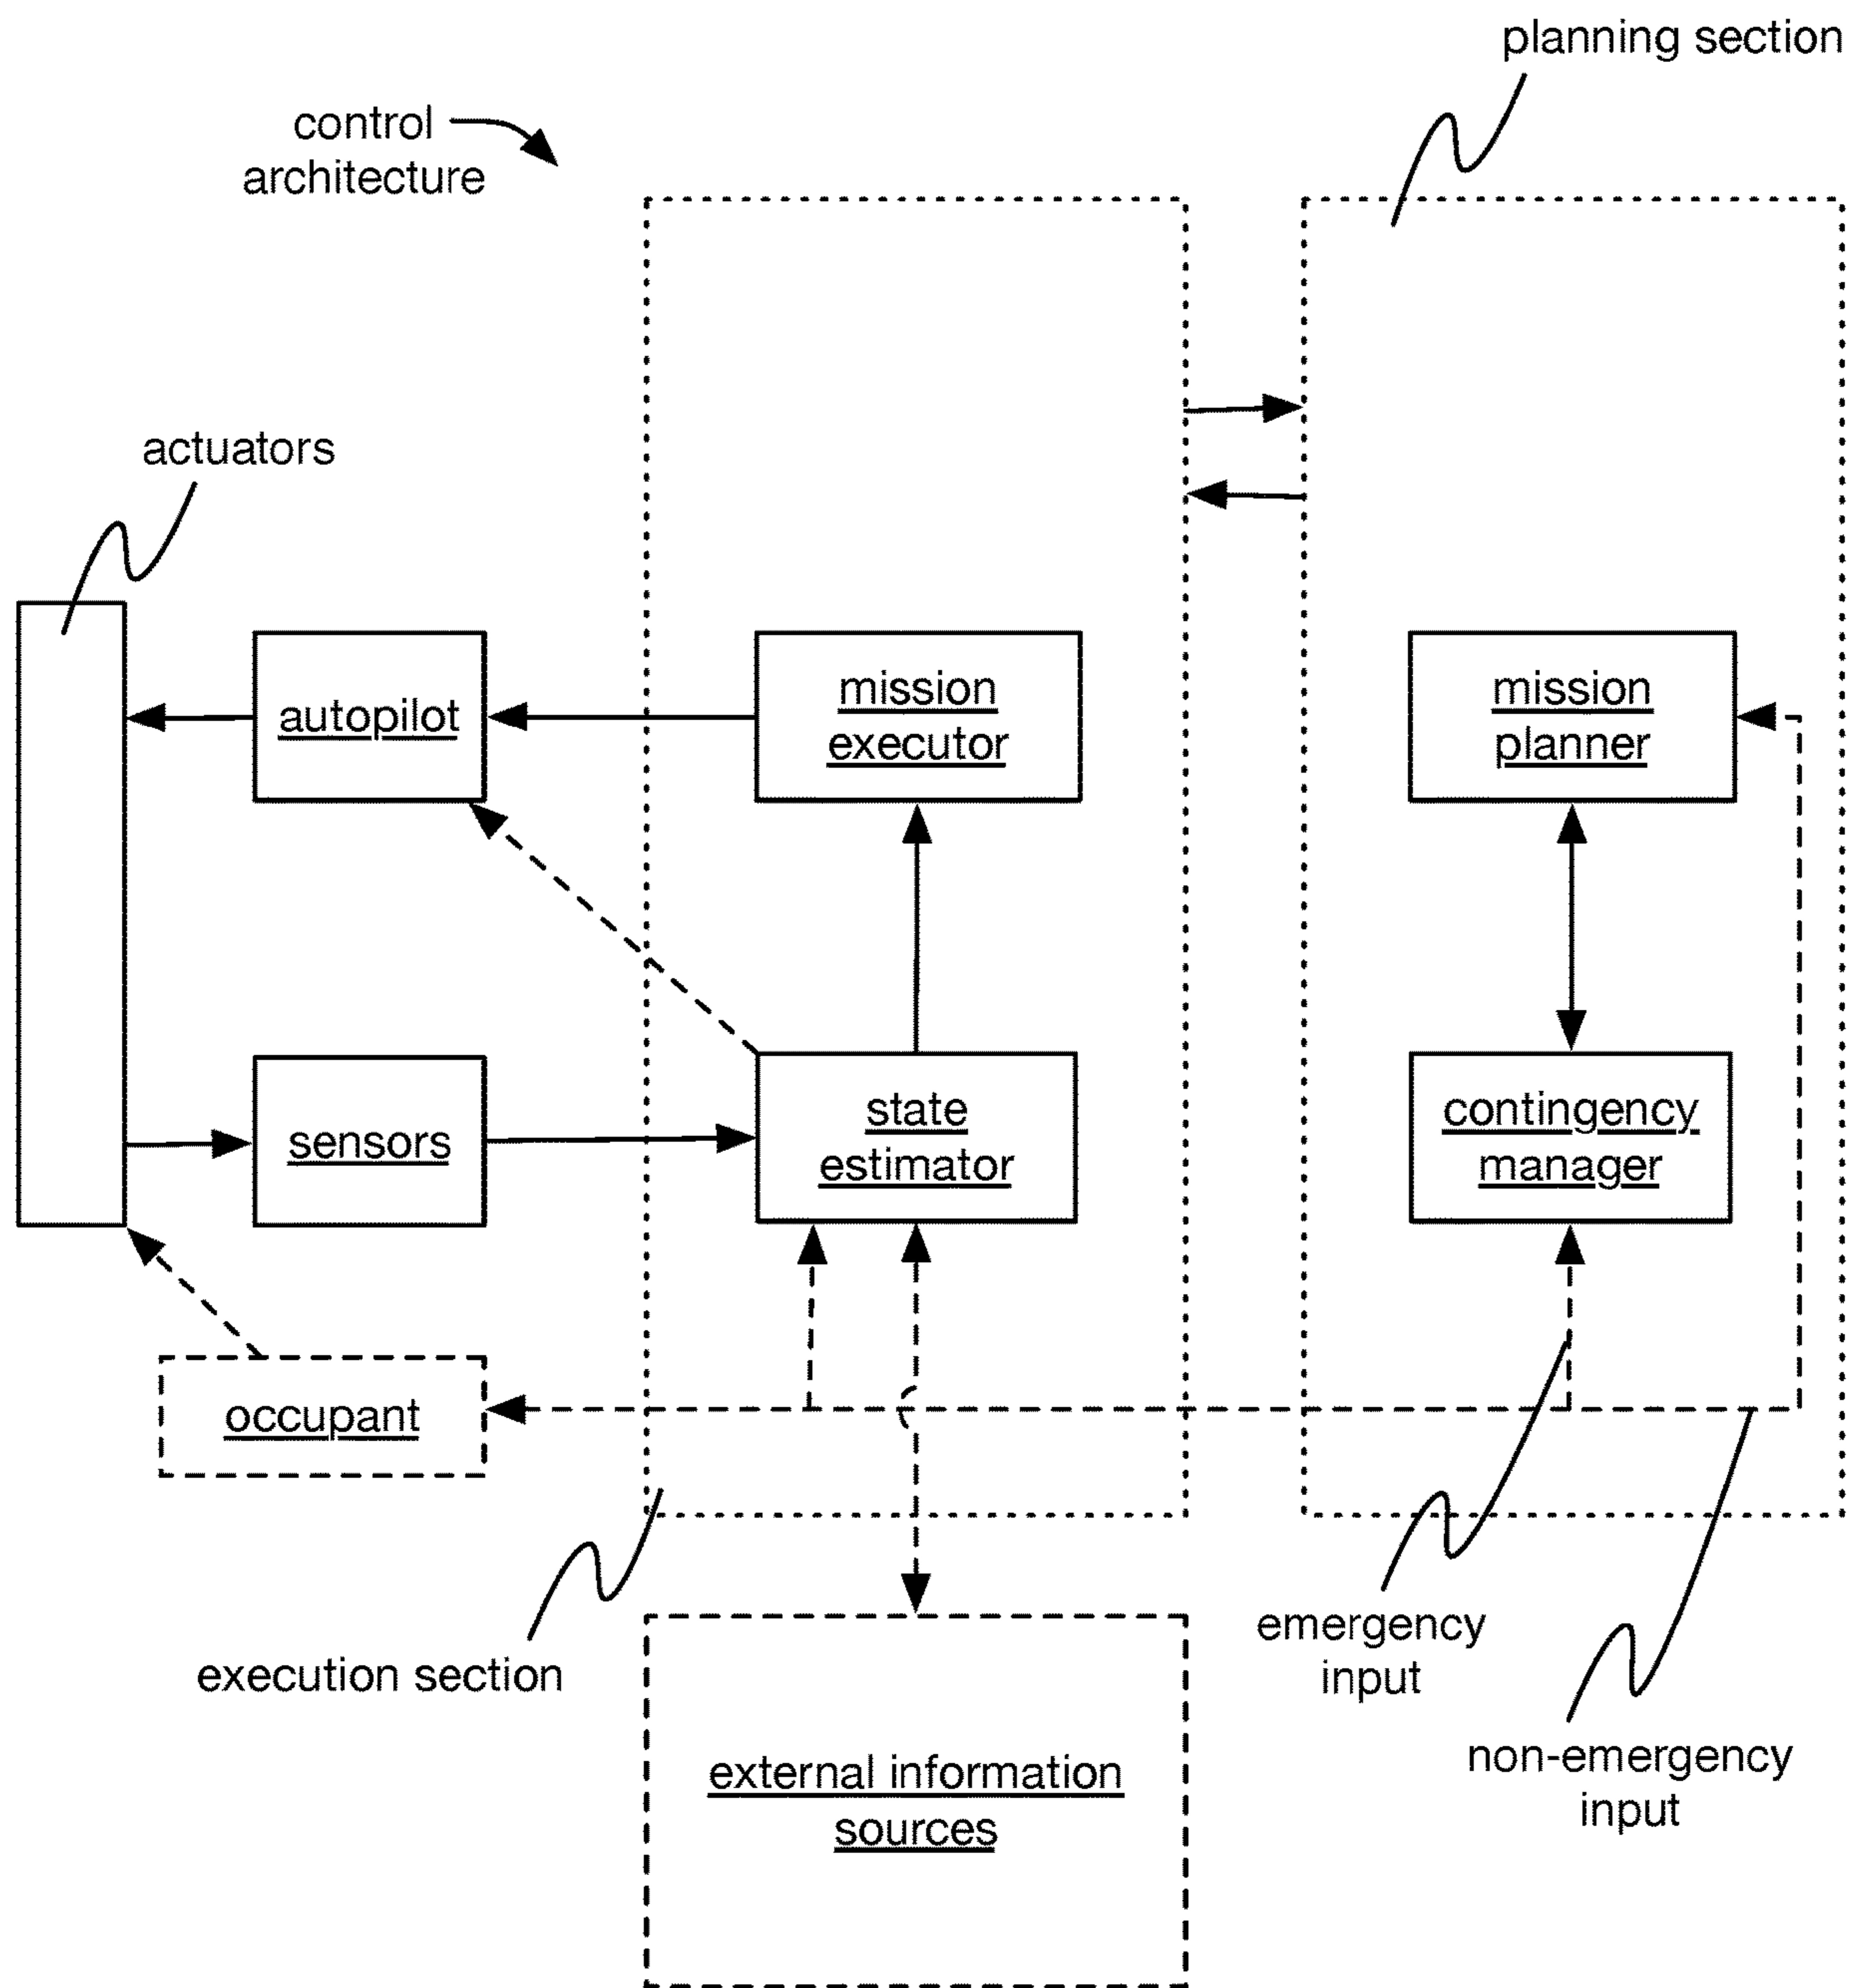 planning section
control
architecture
actuators
autopilot
mission
executor
mission
planner
sensors
state
estimator
contingency
manager
occupant
execution section
emergency
input
non-emergency
input
external information
sources